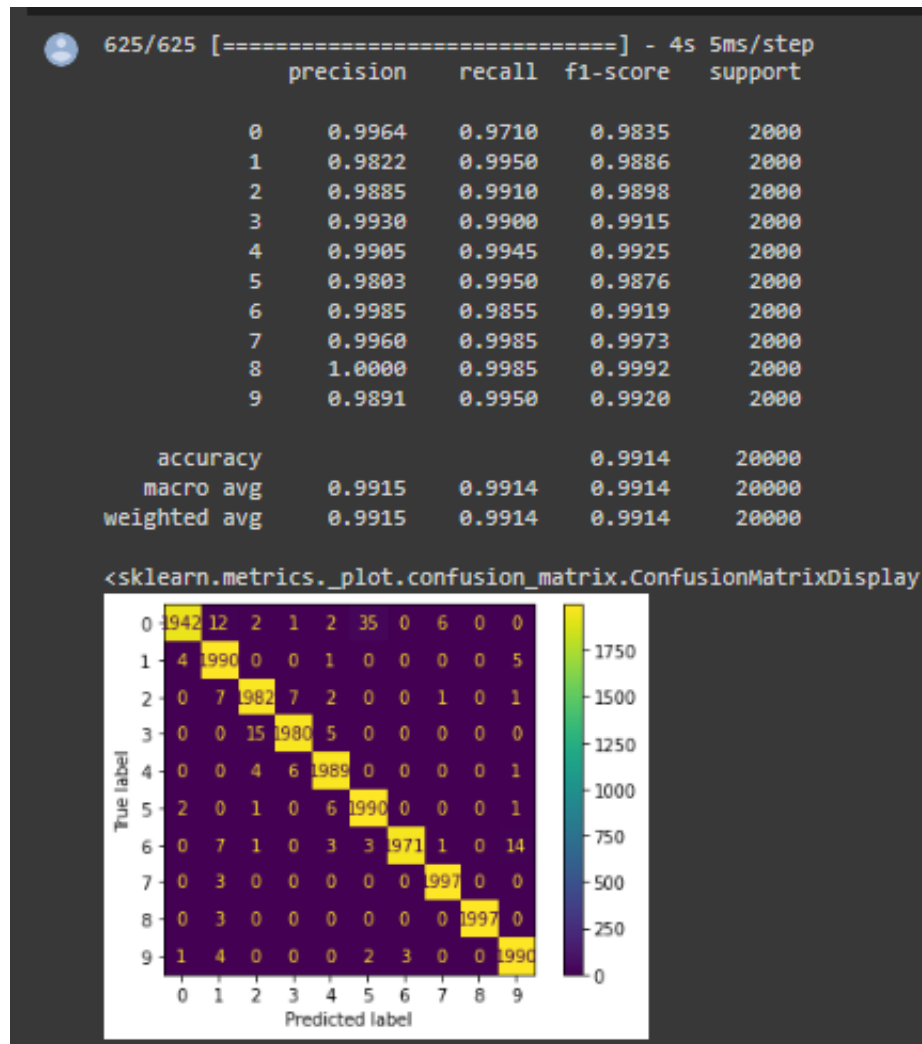 625/625 [==============================] - 4s 5ms/step
precision recall f1-score support
0 0.9964 0.9710 0.9835 2000
1 0.9822 0.9950 0.9886 2000
2 0.9885 0.9910 0.9898 2000
3 0.9930 0.9900 0.9915 2000
4 0.9905 0.9945 0.9925 2000
5 0.9803 0.9950 0.9876 2000
6 0.9985 0.9855 0.9919 2000
7 0.9960 0.9985 0.9973 2000
8 1.0000 0.9985 0.9992 2000
9 0.9891 0.9950 0.9920 2000
accuracy 0.9914 20000
macro avg 0.9915 0.9914 0.9914 20000
weighted avg 0.9915 0.9914 0.9914 20000
<sklearn.metrics._plot.confusion_matrix.ConfusionMatrixDisplay
True label
0 1942 12 2 1 2 35 0 6 0 0
1 4 1990 0 0 1 0 0 0 0 5
2 0 7 1982 7 2 0 0 1 0 1
3 0 0 15 1980 5 0 0 0 0 0
4 0 0 4 6 1989 0 0 0 0 1
5 2 0 1 0 6 1990 0 0 0 1
6 0 7 1 0 3 3 1971 1 0 14
7 0 3 0 0 0 0 0 1997 0 0
8 0 3 0 0 0 0 0 0 1997 0
9 1 4 0 0 0 2 3 0 0 1990
0 1 2 3 4 5 6 7 8 9
Predicted label
1750
1500
1250
1000
750
500
250
0